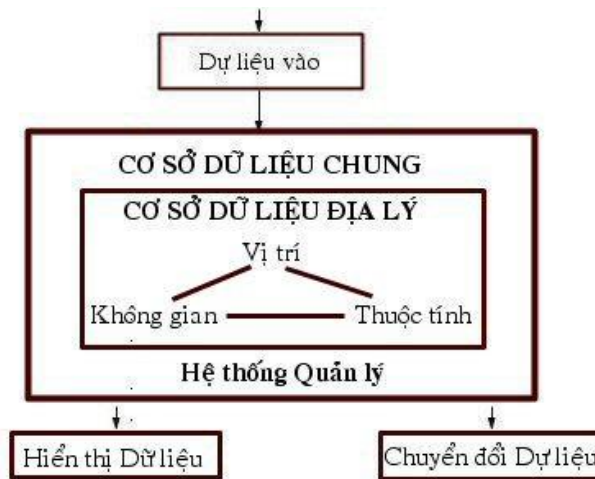 Dự liệu vào
CƠ SỞ DỮ LIỆU CHUNG
CƠ SỞ DỮ LIỆU ĐỊA LÝ
Vị trí
Không gian
Thuộc tính
Hệ thống Quản lý
Hiển thị Dữ liệu
Chuyển đổi Dự liệu